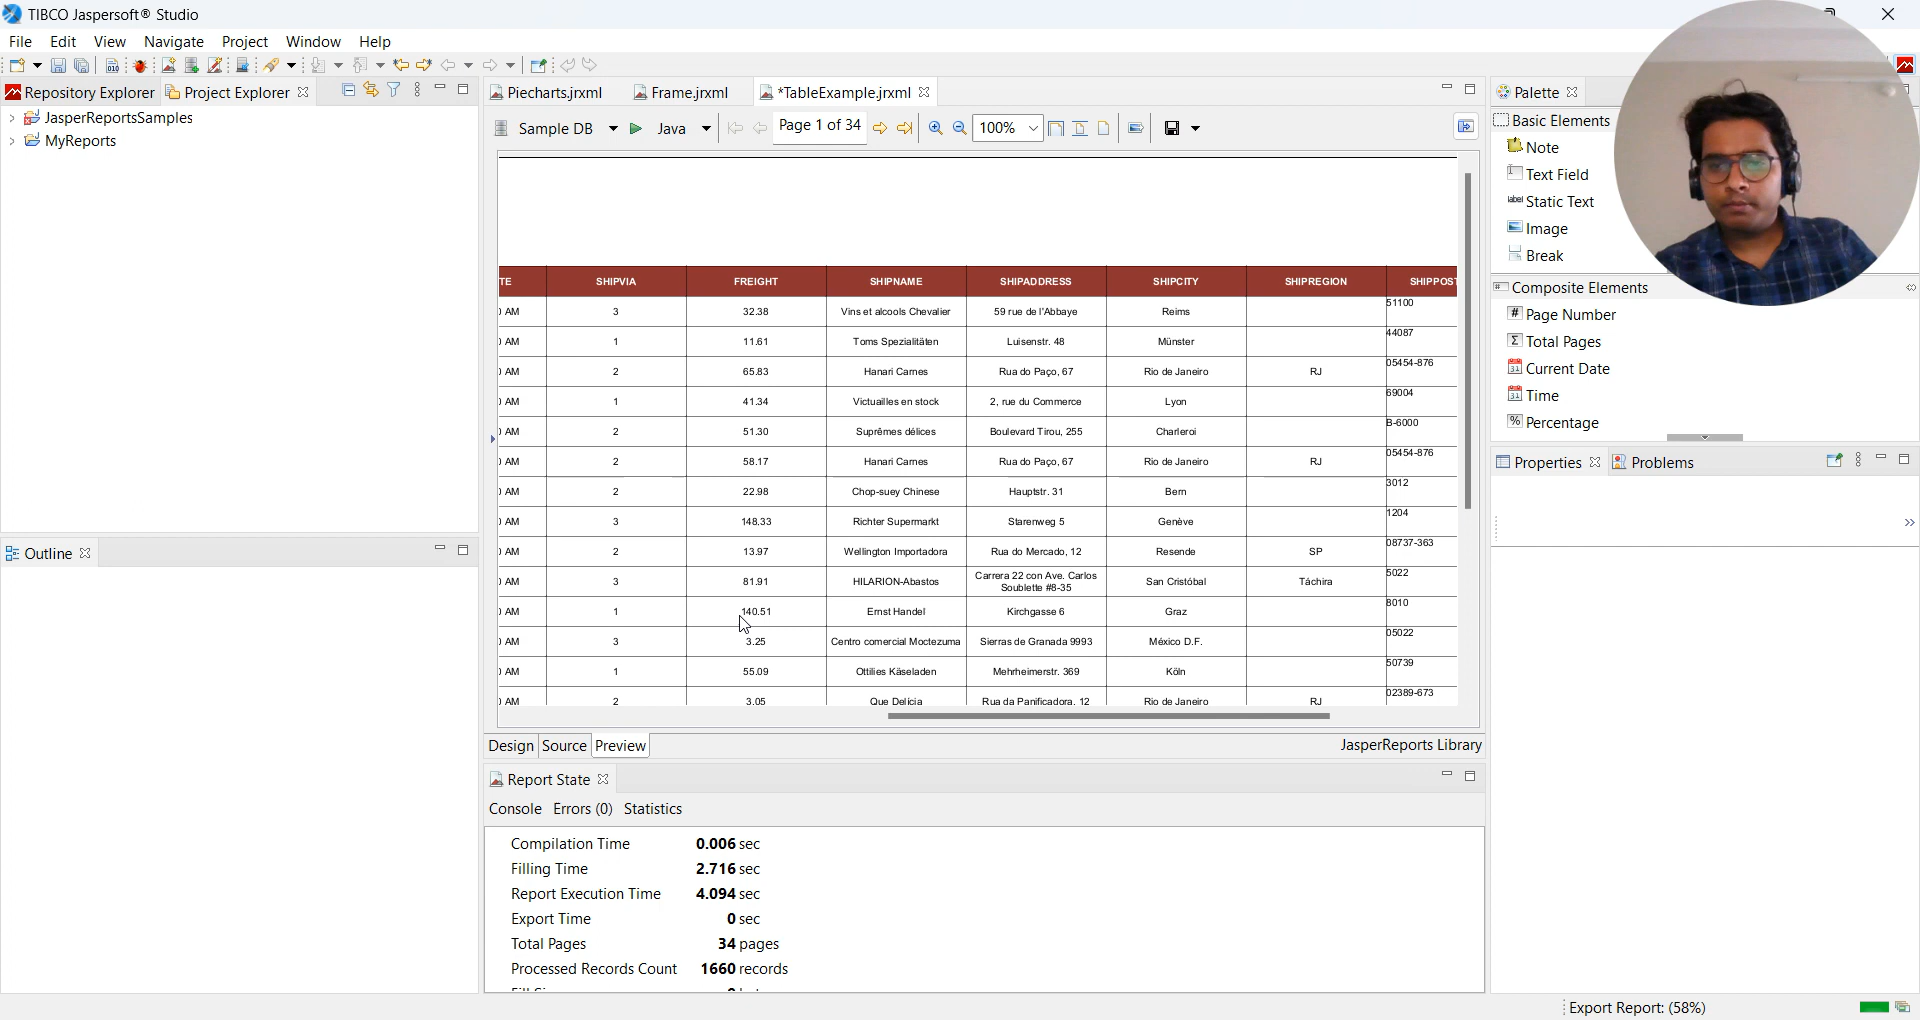 TIBCO Jaspersoft® Studio
File Edit View Navigate Project Window Help
Repository Explorer Project Explorer
JasperReportsSamples
MyReports
Outline
Piecharts.jrxml Frame.jrxml *TableExample.jrxml
Sample DB Java Page 1 of 34 100%
TE SHIPVIA FREIGHT SHIPNAME SHIPADDRESS SHIPCITY SHIPREGION SHIPPOST
AM 3 32.38 Vins et alcools Chevalier 59 rue de l'Abbaye Reims 51100
AM 1 11.61 Toms Spezialitäten Luisenstr. 48 Münster 44087
AM 2 65.83 Hanari Carnes Rua do Paço, 67 Rio de Janeiro RJ 05454-876
AM 1 41.34 Victuailles en stock 2, rue du Commerce Lyon 69004
AM 2 51.30 Suprêmes délices Boulevard Tirou, 255 Charleroi B-6000
AM 2 58.17 Hanari Carnes Rua do Paço, 67 Rio de Janeiro RJ 05454-876
AM 2 22.98 Chop-suey Chinese Hauptstr. 31 Bern 3012
AM 3 148.33 Richter Supermarkt Starenweg 5 Genève 1204
AM 2 13.97 Wellington Importadora Rua do Mercado, 12 Resende SP 08737-363
AM 3 81.91 HILARION-Abastos Carrera 22 con Ave. Carlos Soublette #8-35 San Cristóbal Táchira 5022
AM 1 140.51 Ernst Handel Kirchgasse 6 Graz 8010
AM 3 3.25 Centro comercial Moctezuma Sierras de Granada 9993 México D.F. 05022
AM 1 55.09 Ottilies Käseladen Mehrheimerstr. 369 Köln 50739
AM 2 3.05 Que Delícia Rua da Panificadora, 12 Rio de Janeiro RJ 02389-673
Design Source Preview JasperReports Library
Report State
Console Errors (0) Statistics
Compilation Time 0.006 sec
Filling Time 2.716 sec
Report Execution Time 4.094 sec
Export Time 0 sec
Total Pages 34 pages
Processed Records Count 1660 records
Palette
Basic Elements
Note
Text Field
Static Text
Image
Break
Composite Elements
Page Number
Total Pages
Current Date
Time
Percentage
Properties Problems
Export Report: (58%)